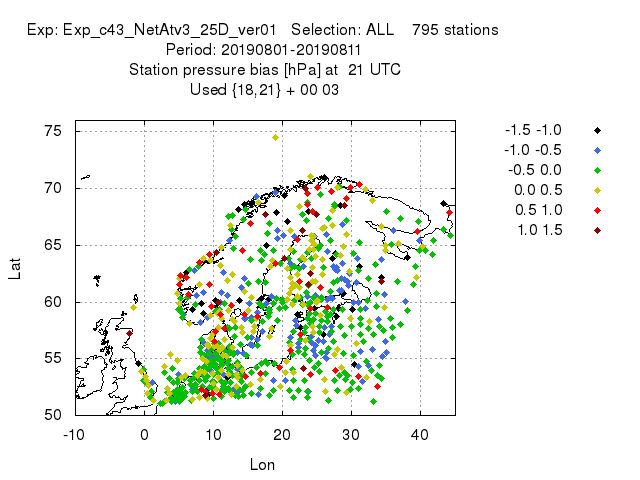 Exp: Exp_c43_NetAtv3_25D_ver01 Selection: ALL 795 stations
Period: 20190801-20190811
Station pressure bias [hPa] at 21 UTC
Used {18,21} + 00 03
-1.5 -1.0
-1.0 -0.5
-0.5 0.0
0.0 0.5
0.5 1.0
1.0 1.5
75
70
65
60
55
50
Lat
-10 0 10 20 30 40
Lon